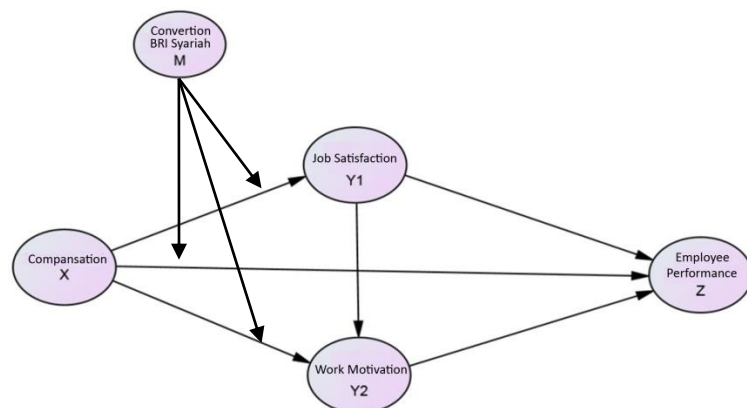 Convertion
BRI Syariah
M
Job Satisfaction
Y1
Compansation
X
Employee
Performance
Z
Work Motivation
Y2